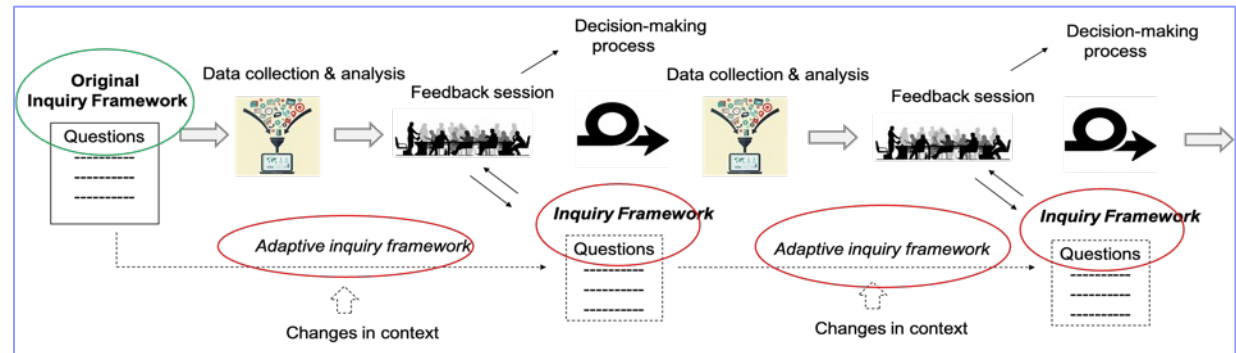 Original
Inquiry Framework
Questions
----------
----------
----------
Data collection & analysis
Feedback session
Decision-making
process
Adaptive inquiry framework
Changes in context
Inquiry Framework
Questions
----------
----------
----------
Data collection & analysis
Feedback session
Decision-making
process
Adaptive inquiry framework
Changes in context
Inquiry Framework
Questions
----------
----------
----------